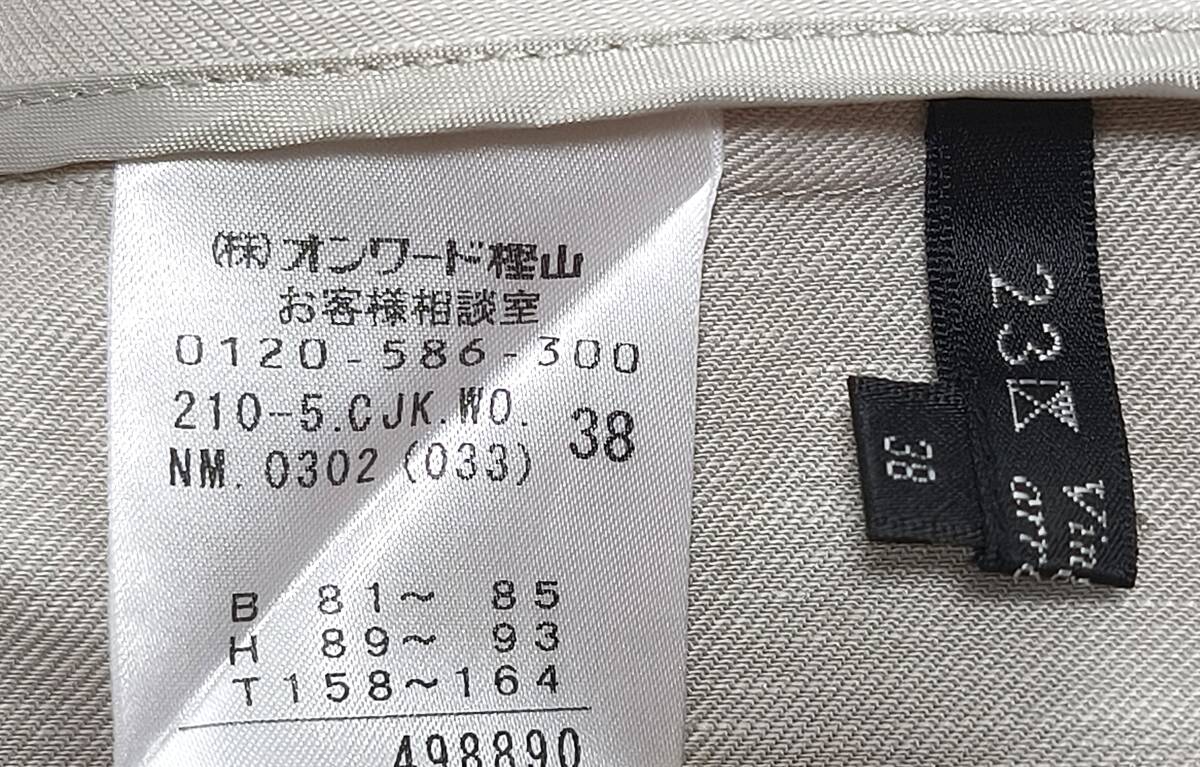 (株)オンワード樫山
お客様相談室
0120-586-300
210-5.CJK.WO.
NM. 0302 (033) 38
B 81~ 85
H 89~ 93
T158~164
498890
23区
38